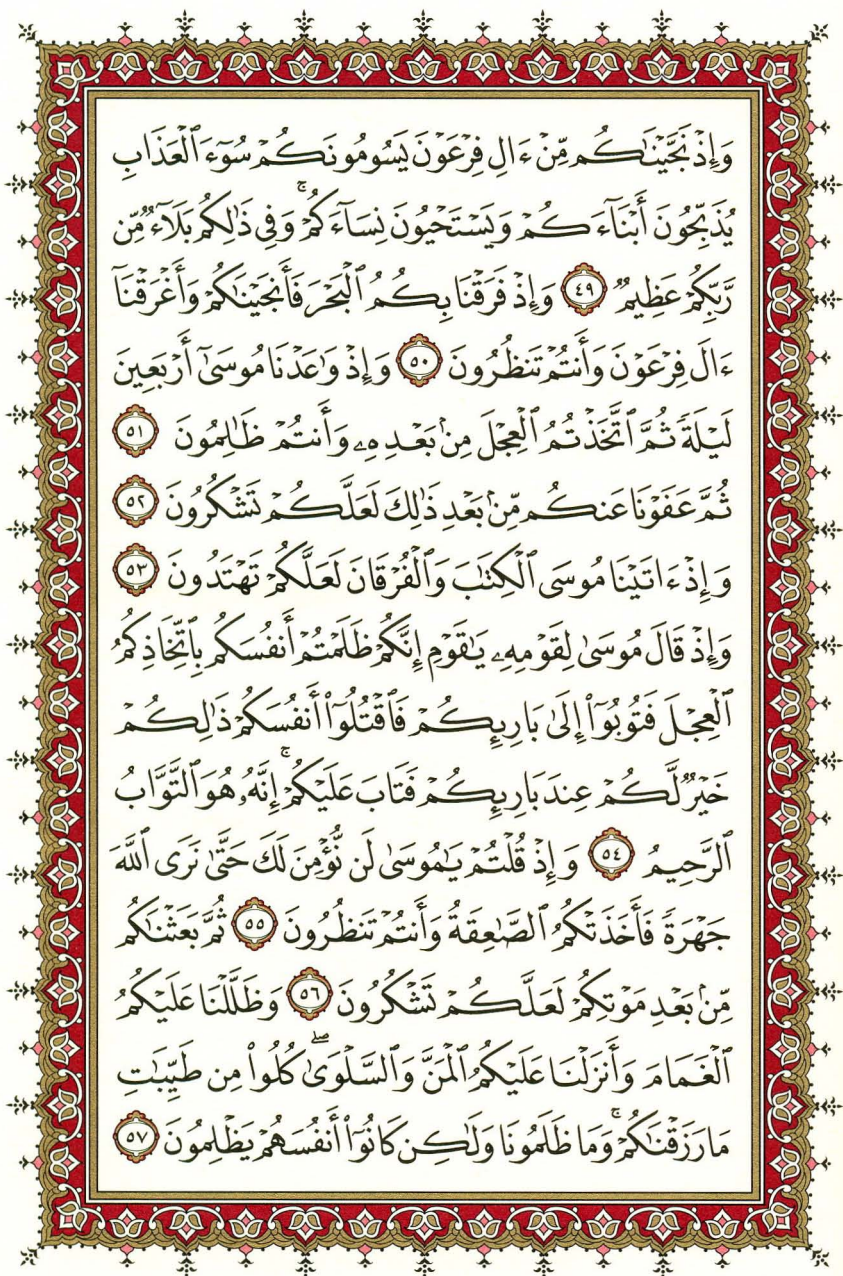 وَإِذۡ نَجَّيۡنَٰكُم مِّنۡ ءَالِ فِرۡعَوۡنَ يَسُومُونَكُمۡ سُوٓءَ ٱلۡعَذَابِ
يُذَبِّحُونَ أَبۡنَآءَكُمۡ وَيَسۡتَحۡيُونَ نِسَآءَكُمۡۚ وَفِي ذَٰلِكُم بَلَآءٞ مِّن
رَّبِّكُمۡ عَظِيمٞ ٤٩ وَإِذۡ فَرَقۡنَا بِكُمُ ٱلۡبَحۡرَ فَأَنجَيۡنَٰكُمۡ وَأَغۡرَقۡنَآ
ءَالَ فِرۡعَوۡنَ وَأَنتُمۡ تَنظُرُونَ ٥٠ وَإِذۡ وَٰعَدۡنَا مُوسَىٰٓ أَرۡبَعِينَ
لَيۡلَةٗ ثُمَّ ٱتَّخَذۡتُمُ ٱلۡعِجۡلَ مِنۢ بَعۡدِهِۦ وَأَنتُمۡ ظَٰلِمُونَ ٥١
ثُمَّ عَفَوۡنَا عَنكُم مِّنۢ بَعۡدِ ذَٰلِكَ لَعَلَّكُمۡ تَشۡكُرُونَ ٥٢
وَإِذۡ ءَاتَيۡنَا مُوسَى ٱلۡكِتَٰبَ وَٱلۡفُرۡقَانَ لَعَلَّكُمۡ تَهۡتَدُونَ ٥٣
وَإِذۡ قَالَ مُوسَىٰ لِقَوۡمِهِۦ يَٰقَوۡمِ إِنَّكُمۡ ظَلَمۡتُمۡ أَنفُسَكُم بِٱتِّخَاذِكُمُ
ٱلۡعِجۡلَ فَتُوبُوٓاْ إِلَىٰ بَارِئِكُمۡ فَٱقۡتُلُوٓاْ أَنفُسَكُمۡ ذَٰلِكُمۡ
خَيۡرٞ لَّكُمۡ عِندَ بَارِئِكُمۡ فَتَابَ عَلَيۡكُمۡۚ إِنَّهُۥ هُوَ ٱلتَّوَّابُ
ٱلرَّحِيمُ ٥٤ وَإِذۡ قُلۡتُمۡ يَٰمُوسَىٰ لَن نُّؤۡمِنَ لَكَ حَتَّىٰ نَرَى ٱللَّهَ
جَهۡرَةٗ فَأَخَذَتۡكُمُ ٱلصَّٰعِقَةُ وَأَنتُمۡ تَنظُرُونَ ٥٥ ثُمَّ بَعَثۡنَٰكُم
مِّنۢ بَعۡدِ مَوۡتِكُمۡ لَعَلَّكُمۡ تَشۡكُرُونَ ٥٦ وَظَلَّلۡنَا عَلَيۡكُمُ
ٱلۡغَمَامَ وَأَنزَلۡنَا عَلَيۡكُمُ ٱلۡمَنَّ وَٱلسَّلۡوَىٰۖ كُلُواْ مِن طَيِّبَٰتِ
مَا رَزَقۡنَٰكُمۡۚ وَمَا ظَلَمُونَا وَلَٰكِن كَانُوٓاْ أَنفُسَهُمۡ يَظۡلِمُونَ ٥٧